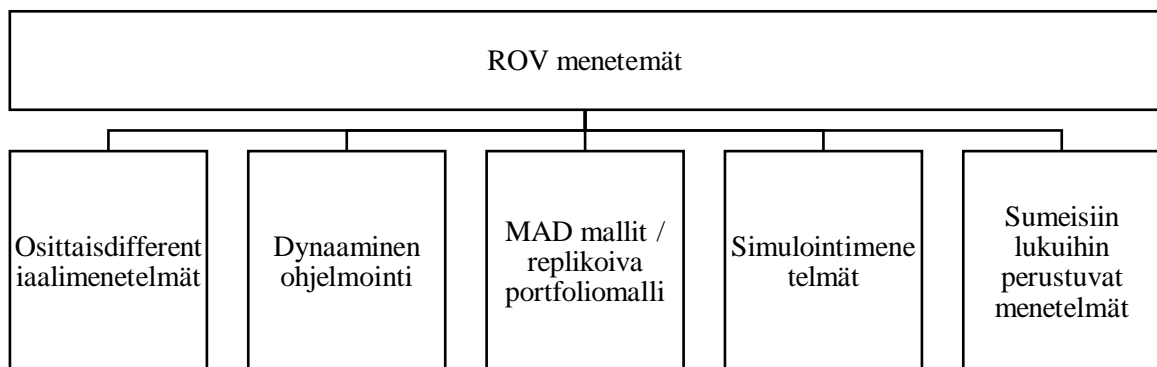 ROV menetemät
Osittaisdifferent
iaalimenetelmät
Dynaaminen
ohjelmointi
MAD mallit /
replikoiva
portfoliomalli
Simulointimene
telmät
Sumeisiin
lukuihin
perustuvat
menetelmät